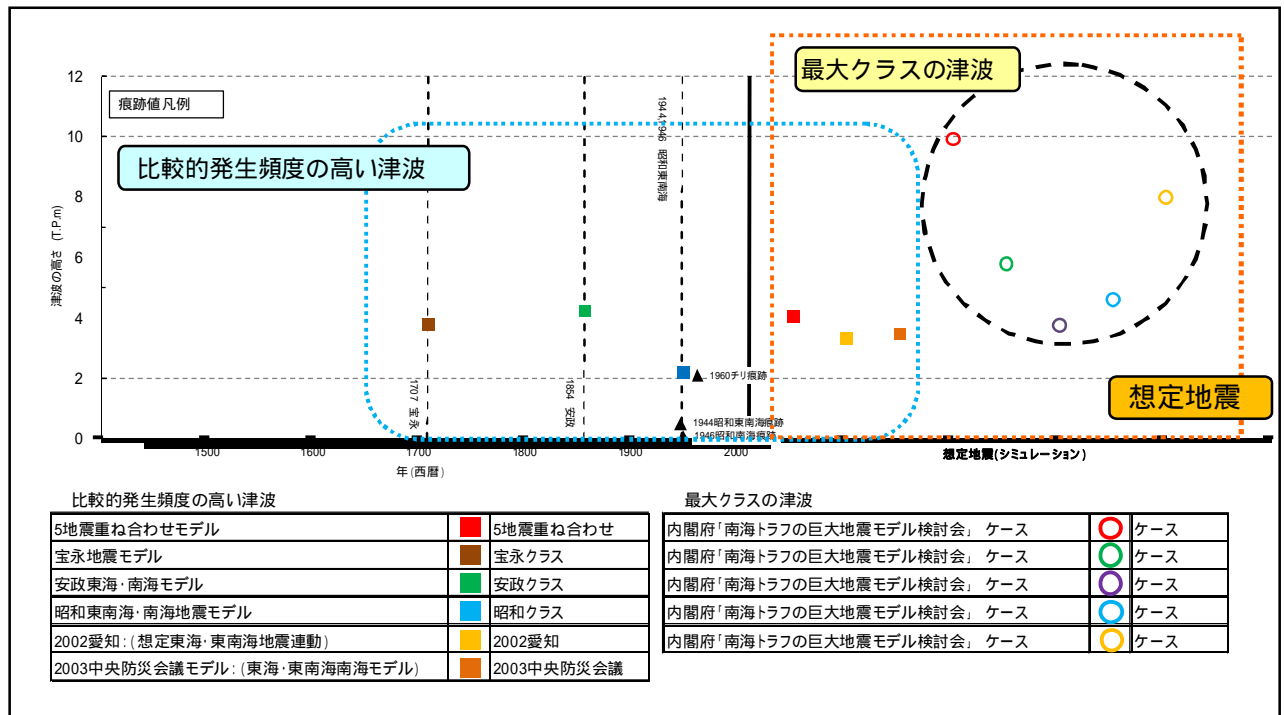 最大クラスの津波
12
痕跡値凡例
10
比較的発生頻度の高い津波
1944,1946 昭和東南海
8
津波の高さ (T.P.m)
6
4
2
1960チリ痕跡
1707 宝永
1854 安政
想定地震
1944昭和東南海痕跡
1946昭和南海痕跡
0
1500
1600
1700
1800
1900
2000
想定地震(シミュレーション)
年(西暦)
比較的発生頻度の高い津波
5地震重ね合わせモデル 5地震重ね合わせ
宝永地震モデル 宝永クラス
安政東海・南海モデル 安政クラス
昭和東南海・南海地震モデル 昭和クラス
2002愛知:(想定東海・東南海地震連動) 2002愛知
2003中央防災会議モデル:(東海・東南海南海モデル) 2003中央防災会議
最大クラスの津波
内閣府「南海トラフの巨大地震モデル検討会」 ケース ケース
内閣府「南海トラフの巨大地震モデル検討会」 ケース ケース
内閣府「南海トラフの巨大地震モデル検討会」 ケース ケース
内閣府「南海トラフの巨大地震モデル検討会」 ケース ケース
内閣府「南海トラフの巨大地震モデル検討会」 ケース ケース